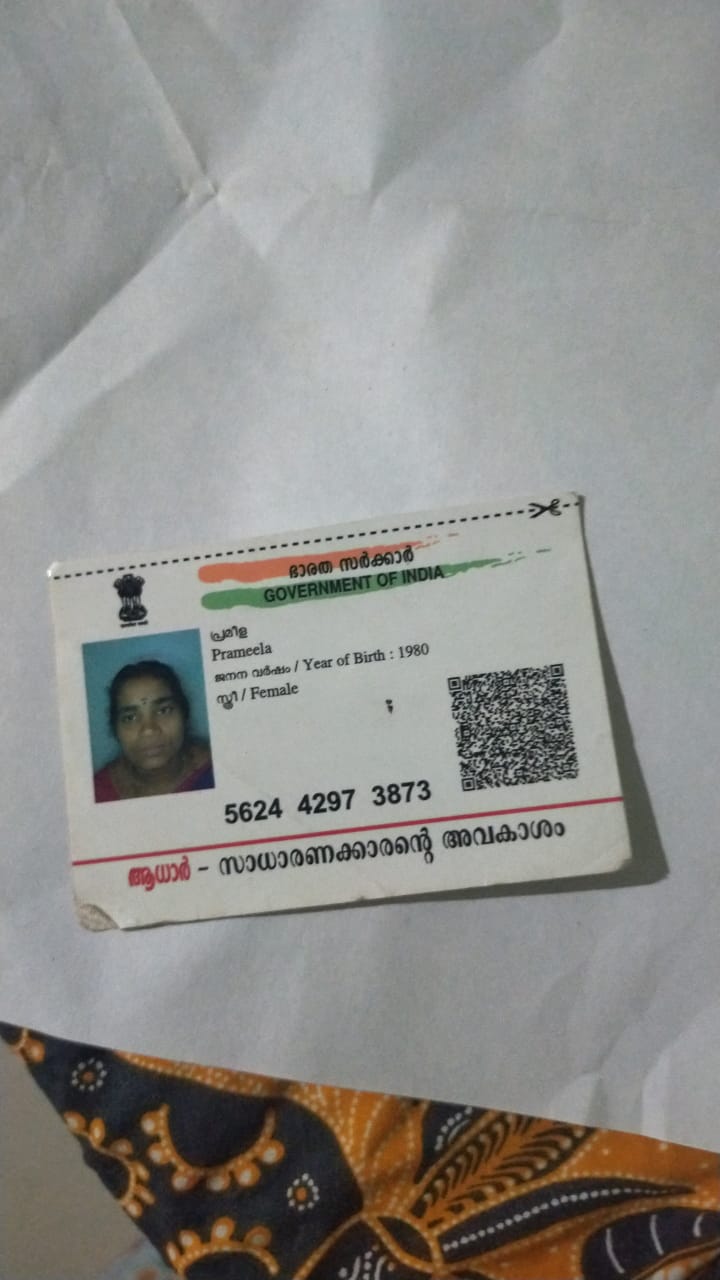 ഭാരത സർക്കാർ
GOVERNMENT OF INDIA
പ്രമീള
Prameela
ജനന വർഷം / Year of Birth : 1980
സ്ത്രീ / Female
5624 4297 3873
ആധാർ - സാധാരണക്കാരന്റെ അവകാശം